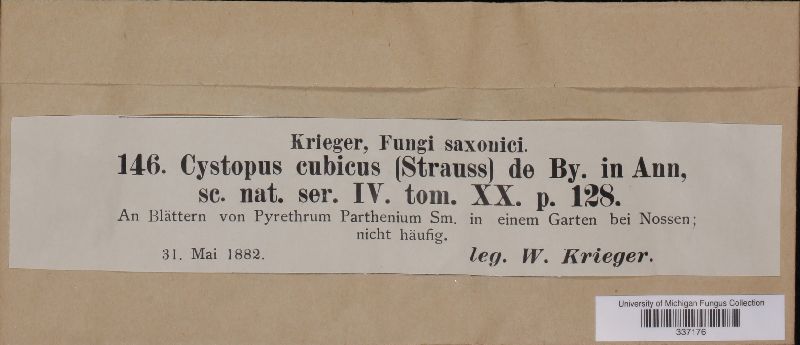 Krieger, Fungi saxonici.
146. Cystopus cubicus (Strauss) de By. in Ann,
sc. nat. ser. IV. tom. XX. p. 128.
An Blättern von Pyrethrum Parthenium Sm. in einem Garten bei Nossen;
nicht häufig.
31. Mai 1882.
leg. W. Krieger.
University of Michigan Fungus Collection
337176